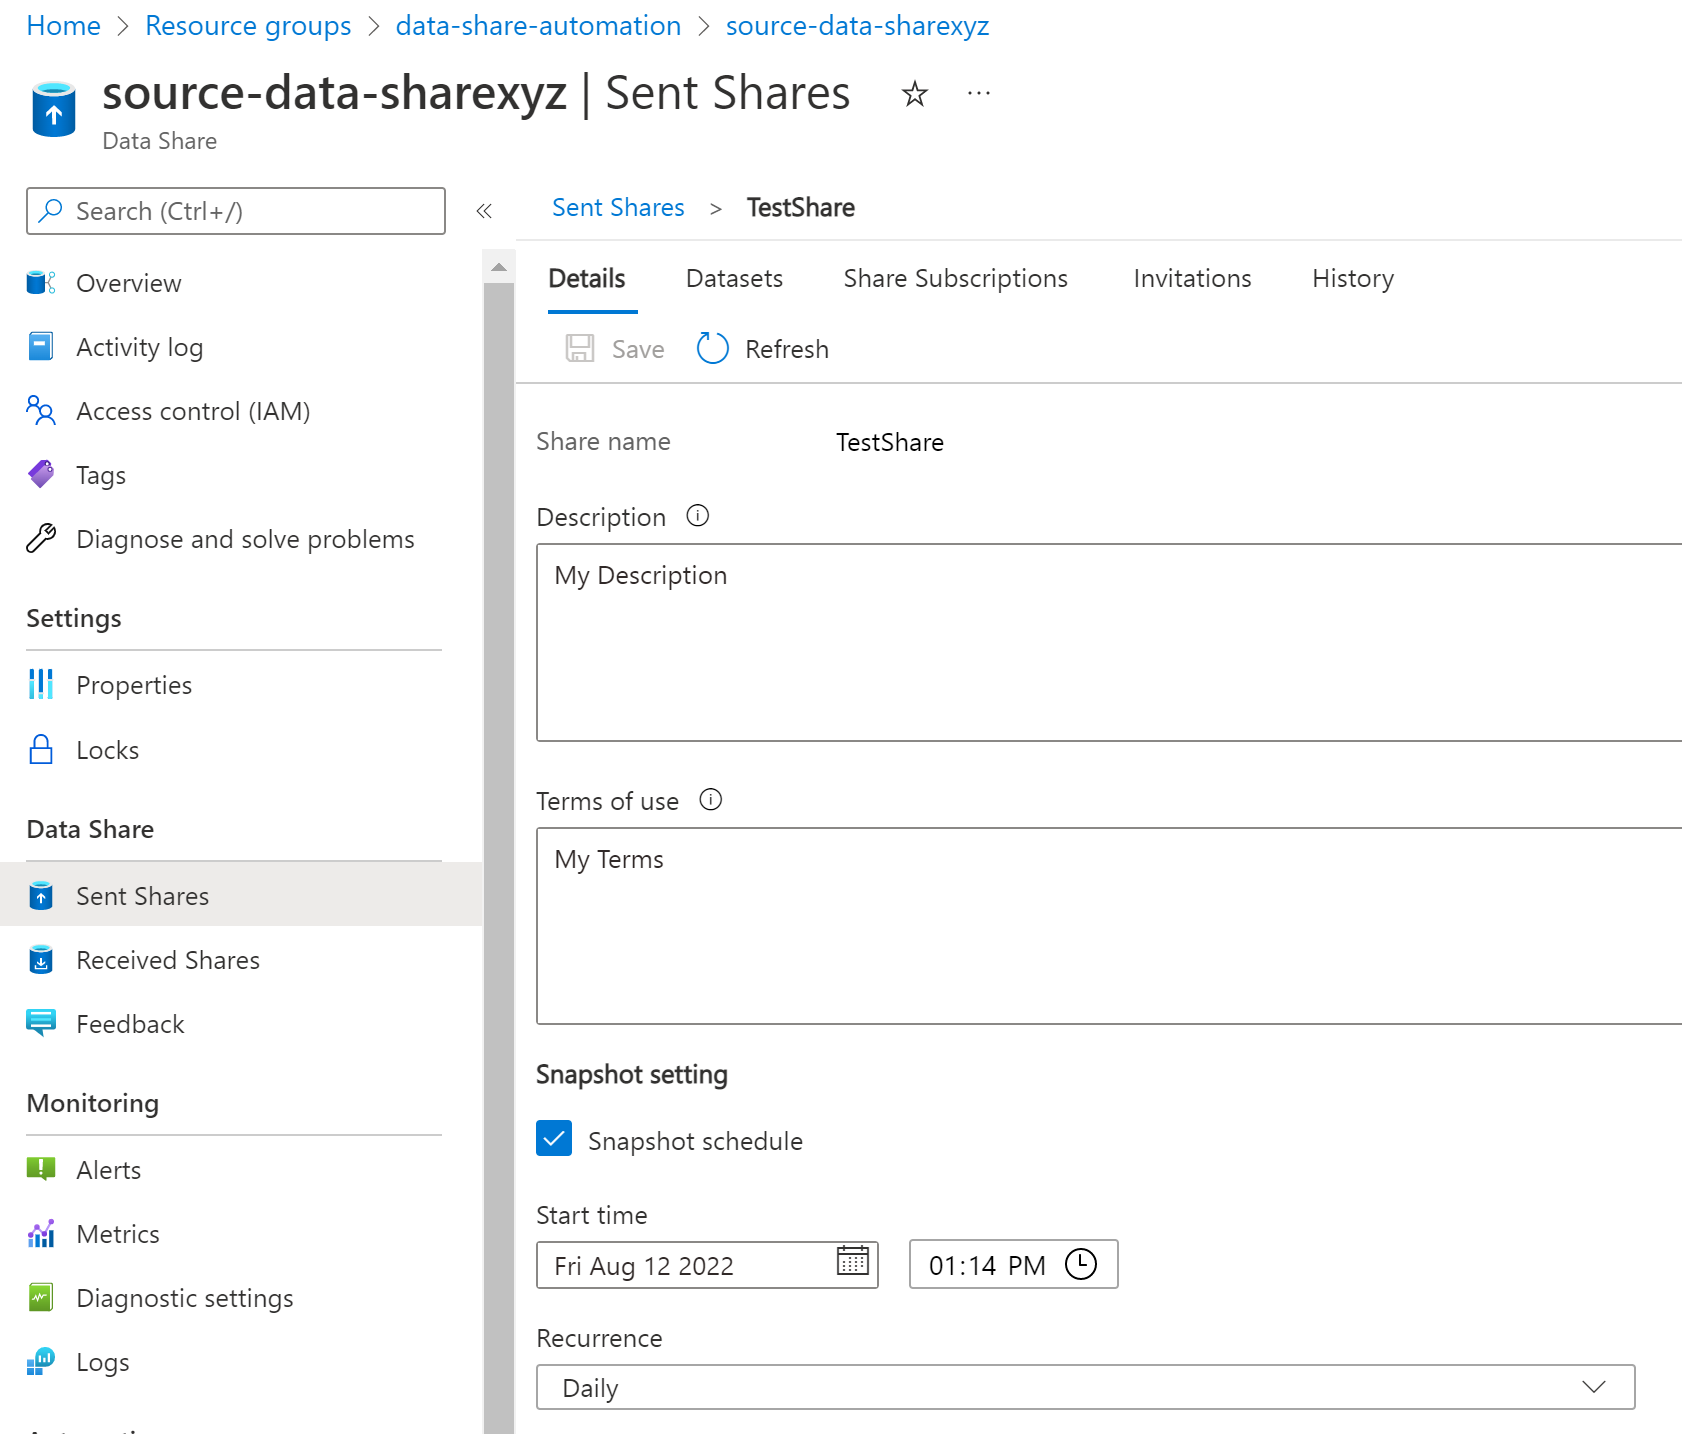 Home > Resource groups > data-share-automation > source-data-sharexyz
source-data-sharexyz | Sent Shares
Data Share
Search (Ctrl+/)
Overview
Activity log
Access control (IAM)
Tags
Diagnose and solve problems
Settings
Properties
Locks
Data Share
Sent Shares
Received Shares
Feedback
Monitoring
Alerts
Metrics
Diagnostic settings
Logs
Sent Shares > TestShare
Details Datasets Share Subscriptions Invitations History
Save Refresh
Share name TestShare
Description
My Description
Terms of use
My Terms
Snapshot setting
Snapshot schedule
Start time
Fri Aug 12 2022 01:14 PM
Recurrence
Daily